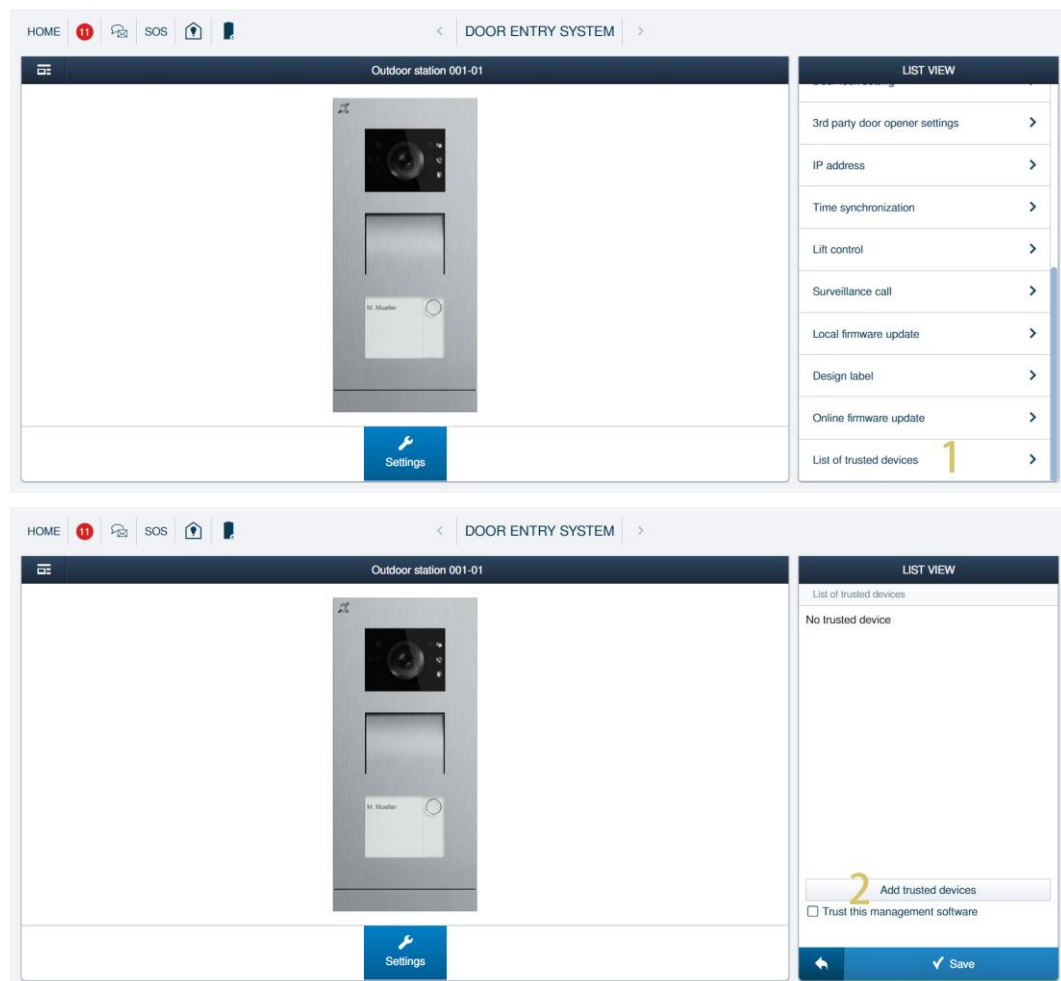 HOME 11 SOS DOOR ENTRY SYSTEM
Outdoor station 001-01
LIST VIEW
3rd party door opener settings
IP address
Time synchronization
Lift control
Surveillance call
M. Mueller
Local firmware update
Design label
Online firmware update
List of trusted devices 1
Settings
HOME 11 SOS DOOR ENTRY SYSTEM
Outdoor station 001-01
LIST VIEW
List of trusted devices
No trusted device
M. Mueller
2 Add trusted devices
Trust this management software
Settings
Save